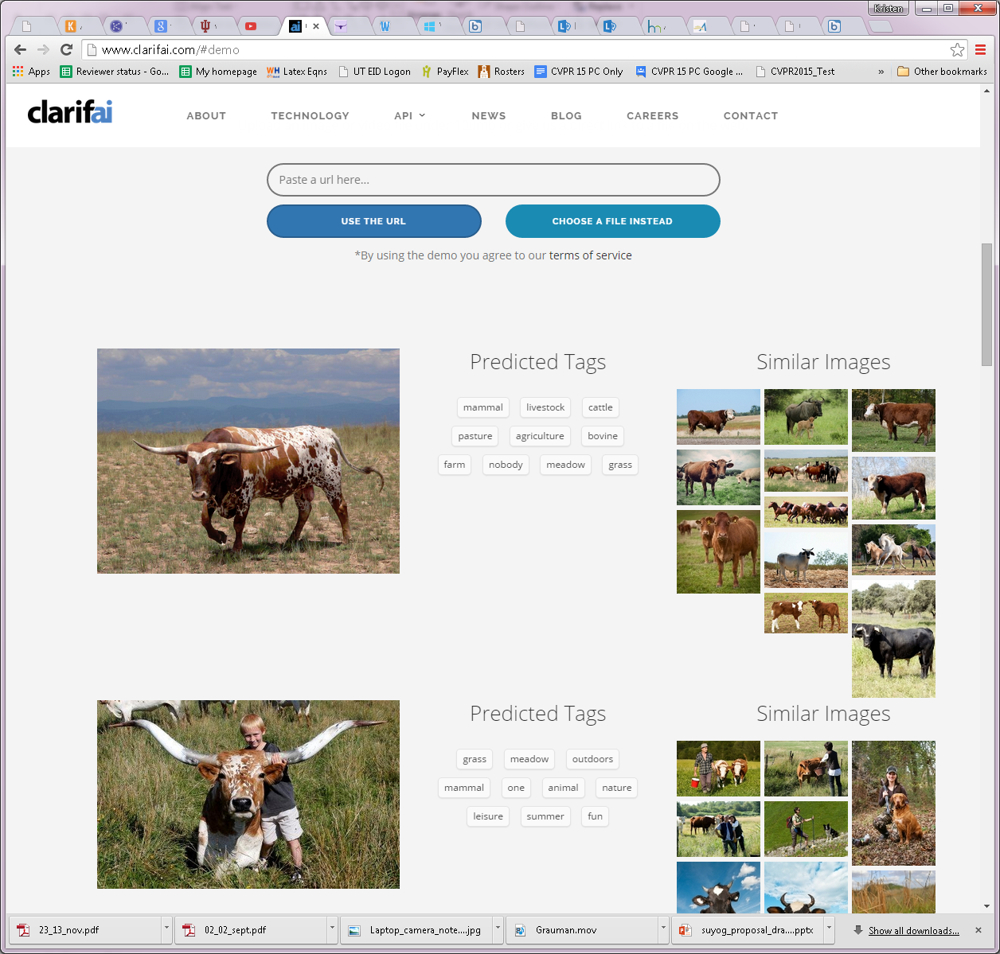 Kristen
www.clarifai.com/#demo
Apps Reviewer status - Go... My homepage Latex Eqns UT EID Logon PayFlex Rosters CVPR 15 PC Only CVPR 15 PC Google ... CVPR2015_Test » Other bookmarks
clarifai ABOUT TECHNOLOGY API NEWS BLOG CAREERS CONTACT
Paste a url here...
USE THE URL CHOOSE A FILE INSTEAD
*By using the demo you agree to our terms of service
Predicted Tags Similar Images
mammal livestock cattle
pasture agriculture bovine
farm nobody meadow grass
Predicted Tags Similar Images
grass meadow outdoors
mammal one animal nature
leisure summer fun
23_13_nov.pdf 02_02_sept.pdf Laptop_camera_note....jpg Grauman.mov suyog_proposal_dra....pptx Show all downloads...